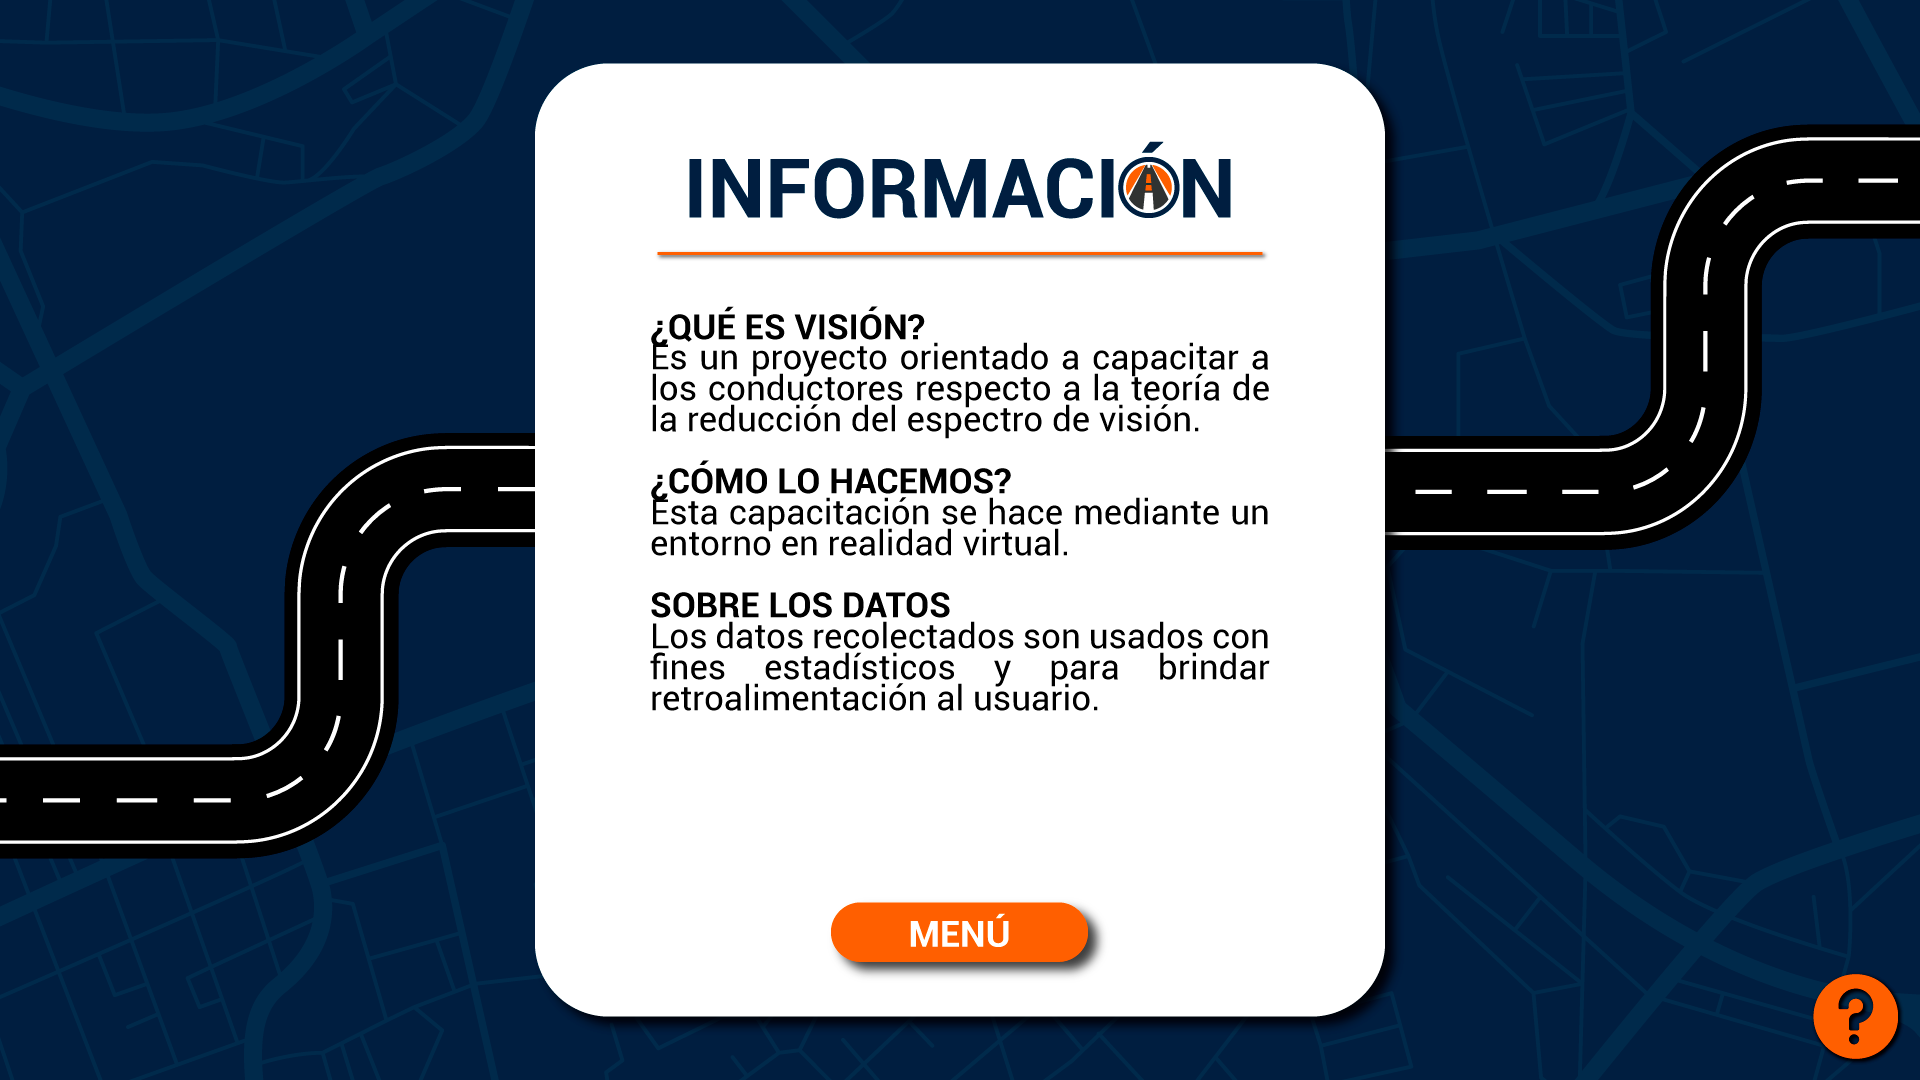 INFORMACIÓN
¿QUÉ ES VISIÓN?
Es un proyecto orientado a capacitar a
los conductores respecto a la teoría de
la reducción del espectro de visión.
¿CÓMO LO HACEMOS?
Esta capacitación se hace mediante un
entorno en realidad virtual.
SOBRE LOS DATOS
Los datos recolectados son usados con
fines estadísticos y para brindar
retroalimentación al usuario.
MENÚ
?